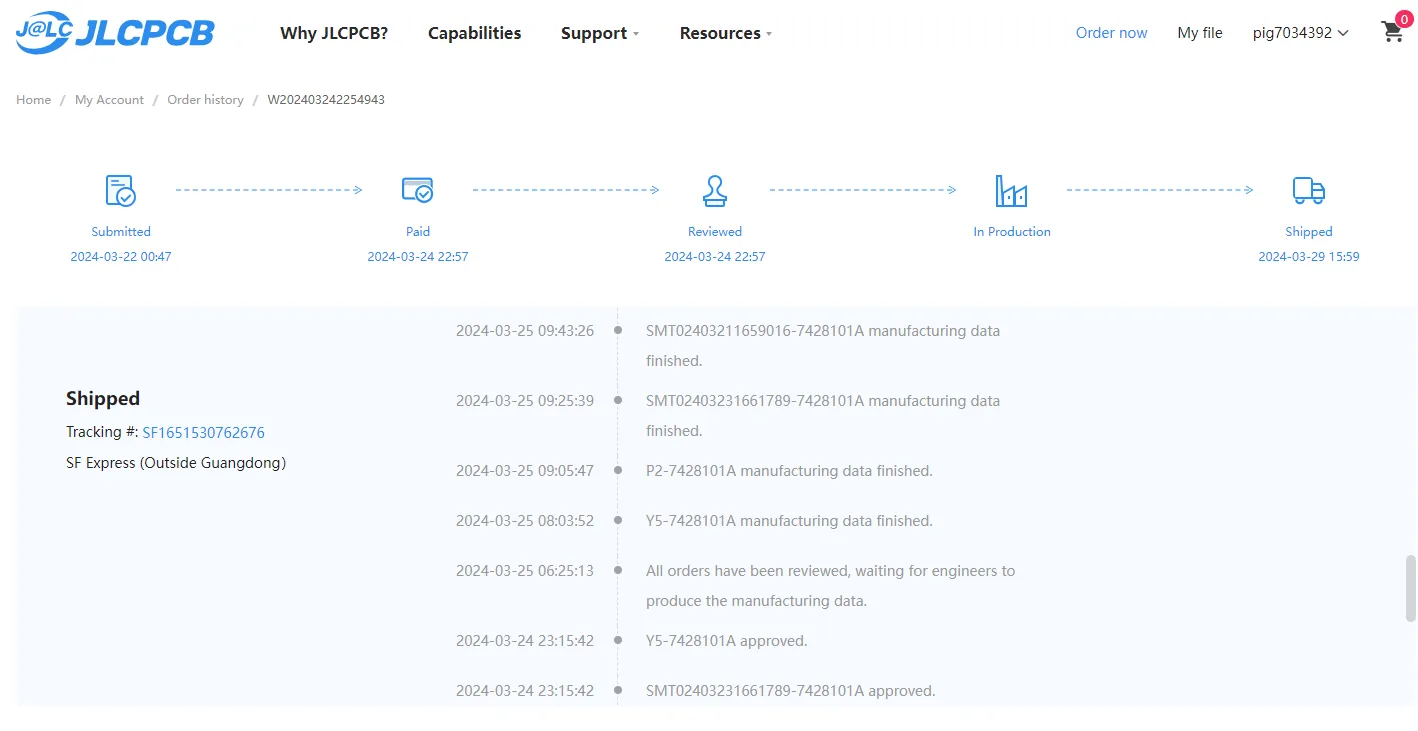 J@LC JLCPCB
Why JLCPCB? Capabilities Support Resources Order now My file pig7034392 0
Home / My Account / Order history / W202403242254943
Submitted Paid Reviewed In Production Shipped
2024-03-22 00:47 2024-03-24 22:57 2024-03-24 22:57 2024-03-29 15:59
Shipped
Tracking #: SF1651530762676
SF Express (Outside Guangdong)
2024-03-25 09:43:26 SMT02403211659016-7428101A manufacturing data
finished.
2024-03-25 09:25:39 SMT02403231661789-7428101A manufacturing data
finished.
2024-03-25 09:05:47 P2-7428101A manufacturing data finished.
2024-03-25 08:03:52 Y5-7428101A manufacturing data finished.
2024-03-25 06:25:13 All orders have been reviewed, waiting for engineers to
produce the manufacturing data.
2024-03-24 23:15:42 Y5-7428101A approved.
2024-03-24 23:15:42 SMT02403231661789-7428101A approved.